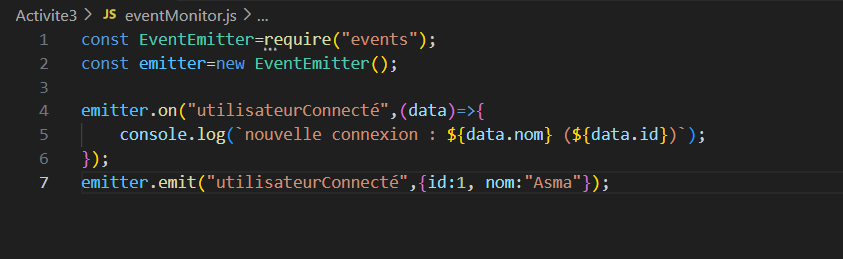 Activite3 > JS eventMonitor.js > ...
1 const EventEmitter=require("events");
2 const emitter=new EventEmitter();
3
4 emitter.on("utilisateurConnecté",(data)=>{
5     console.log(`nouvelle connexion : ${data.nom} (${data.id})`);
6 });
7 emitter.emit("utilisateurConnecté",{id:1, nom:"Asma"});